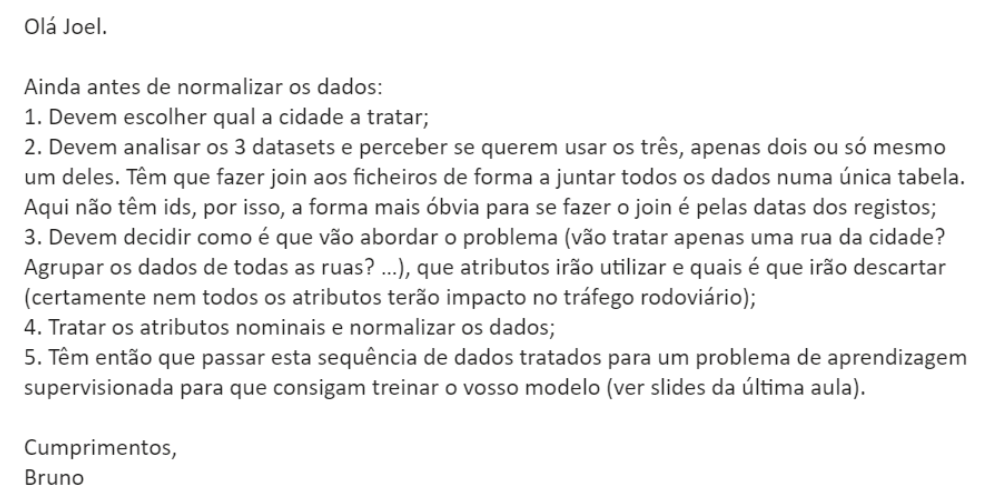 Olá Joel.
Ainda antes de normalizar os dados:
1. Devem escolher qual a cidade a tratar;
2. Devem analisar os 3 datasets e perceber se querem usar os três, apenas dois ou só mesmo
um deles. Têm que fazer join aos ficheiros de forma a juntar todos os dados numa única tabela.
Aqui não têm ids, por isso, a forma mais óbvia para se fazer o join é pelas datas dos registos;
3. Devem decidir como é que vão abordar o problema (vão tratar apenas uma rua da cidade?
Agrupar os dados de todas as ruas? ...), que atributos irão utilizar e quais é que irão descartar
(certamente nem todos os atributos terão impacto no tráfego rodoviário);
4. Tratar os atributos nominais e normalizar os dados;
5. Têm então que passar esta sequência de dados tratados para um problema de aprendizagem
supervisionada para que consigam treinar o vosso modelo (ver slides da última aula).
Cumprimentos,
Bruno